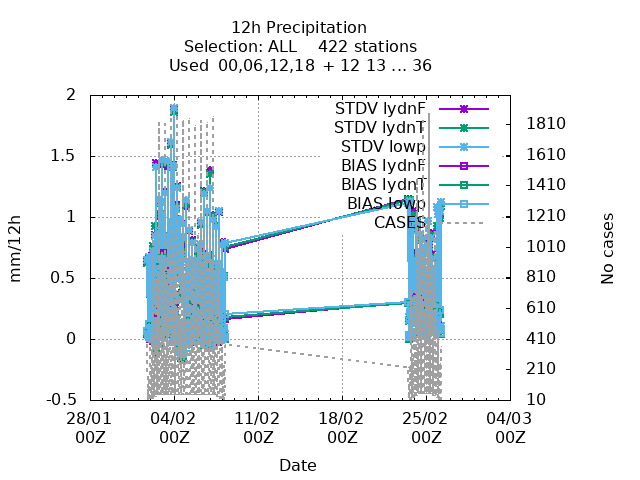 12h Precipitation
Selection: ALL 422 stations
Used 00,06,12,18 + 12 13 ... 36
STDV lydnF
STDV lydnT
STDV lowp
BIAS lydnF
BIAS lydnT
BIAS lowp
CASES
mm/12h
2
1.5
1
0.5
0
-0.5
No cases
1810
1610
1410
1210
1010
810
610
410
210
10
28/01 04/02 11/02 18/02 25/02 04/03
00Z 00Z 00Z 00Z 00Z 00Z
Date